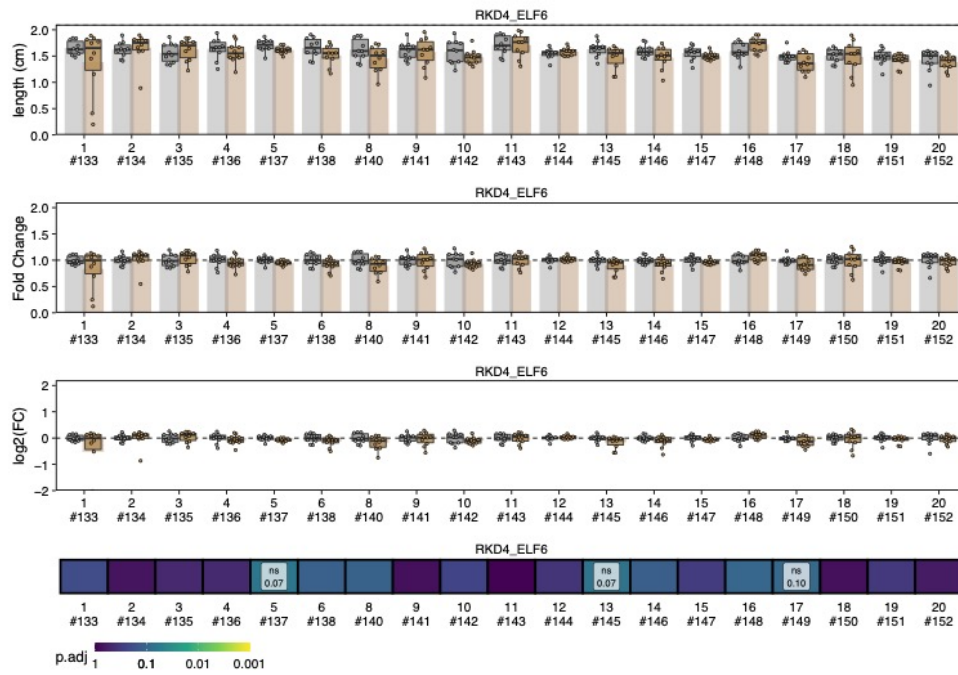 RKD4_ELF6
length (cm)
2.0
1.5
1.0
0.5
0.0
1 2 3 4 5 6 8 9 10 11 12 13 14 15 16 17 18 19 20
#133 #134 #135 #136 #137 #138 #140 #141 #142 #143 #144 #145 #146 #147 #148 #149 #150 #151 #152
RKD4_ELF6
Fold Change
2.0
1.5
1.0
0.5
0.0
1 2 3 4 5 6 8 9 10 11 12 13 14 15 16 17 18 19 20
#133 #134 #135 #136 #137 #138 #140 #141 #142 #143 #144 #145 #146 #147 #148 #149 #150 #151 #152
RKD4_ELF6
log2(FC)
2
1
0
−1
−2
1 2 3 4 5 6 8 9 10 11 12 13 14 15 16 17 18 19 20
#133 #134 #135 #136 #137 #138 #140 #141 #142 #143 #144 #145 #146 #147 #148 #149 #150 #151 #152
RKD4_ELF6
ns ns ns
0.07 0.07 0.10
1 2 3 4 5 6 8 9 10 11 12 13 14 15 16 17 18 19 20
#133 #134 #135 #136 #137 #138 #140 #141 #142 #143 #144 #145 #146 #147 #148 #149 #150 #151 #152
p.adj 1 0.1 0.01 0.001